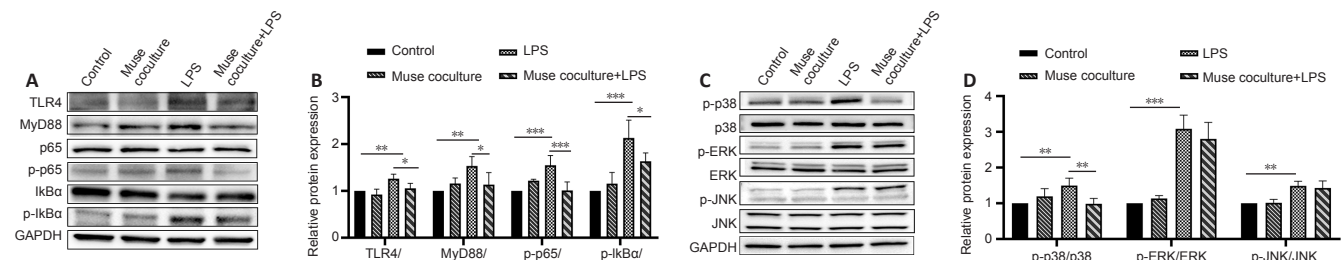 A
Control
Muse
coculture
LPS
Muse
coculture+LPS
TLR4
MyD88
p65
p-p65
IkBα
p-IkBα
GAPDH
B
Control
LPS
Muse coculture
Muse coculture+LPS
Relative protein expression
3
2
1
0
** *
** *
*** ***
*** *
TLR4/ MyD88/ p-p65/ p-IkBα/
C
Control
Muse
coculture
LPS
Muse
coculture+LPS
p-p38
p38
p-ERK
ERK
p-JNK
JNK
GAPDH
D
Control
LPS
Muse coculture
Muse coculture+LPS
Relative protein expression
4
3
2
1
0
** **
***
**
p-p38/p38 p-ERK/ERK p-JNK/JNK